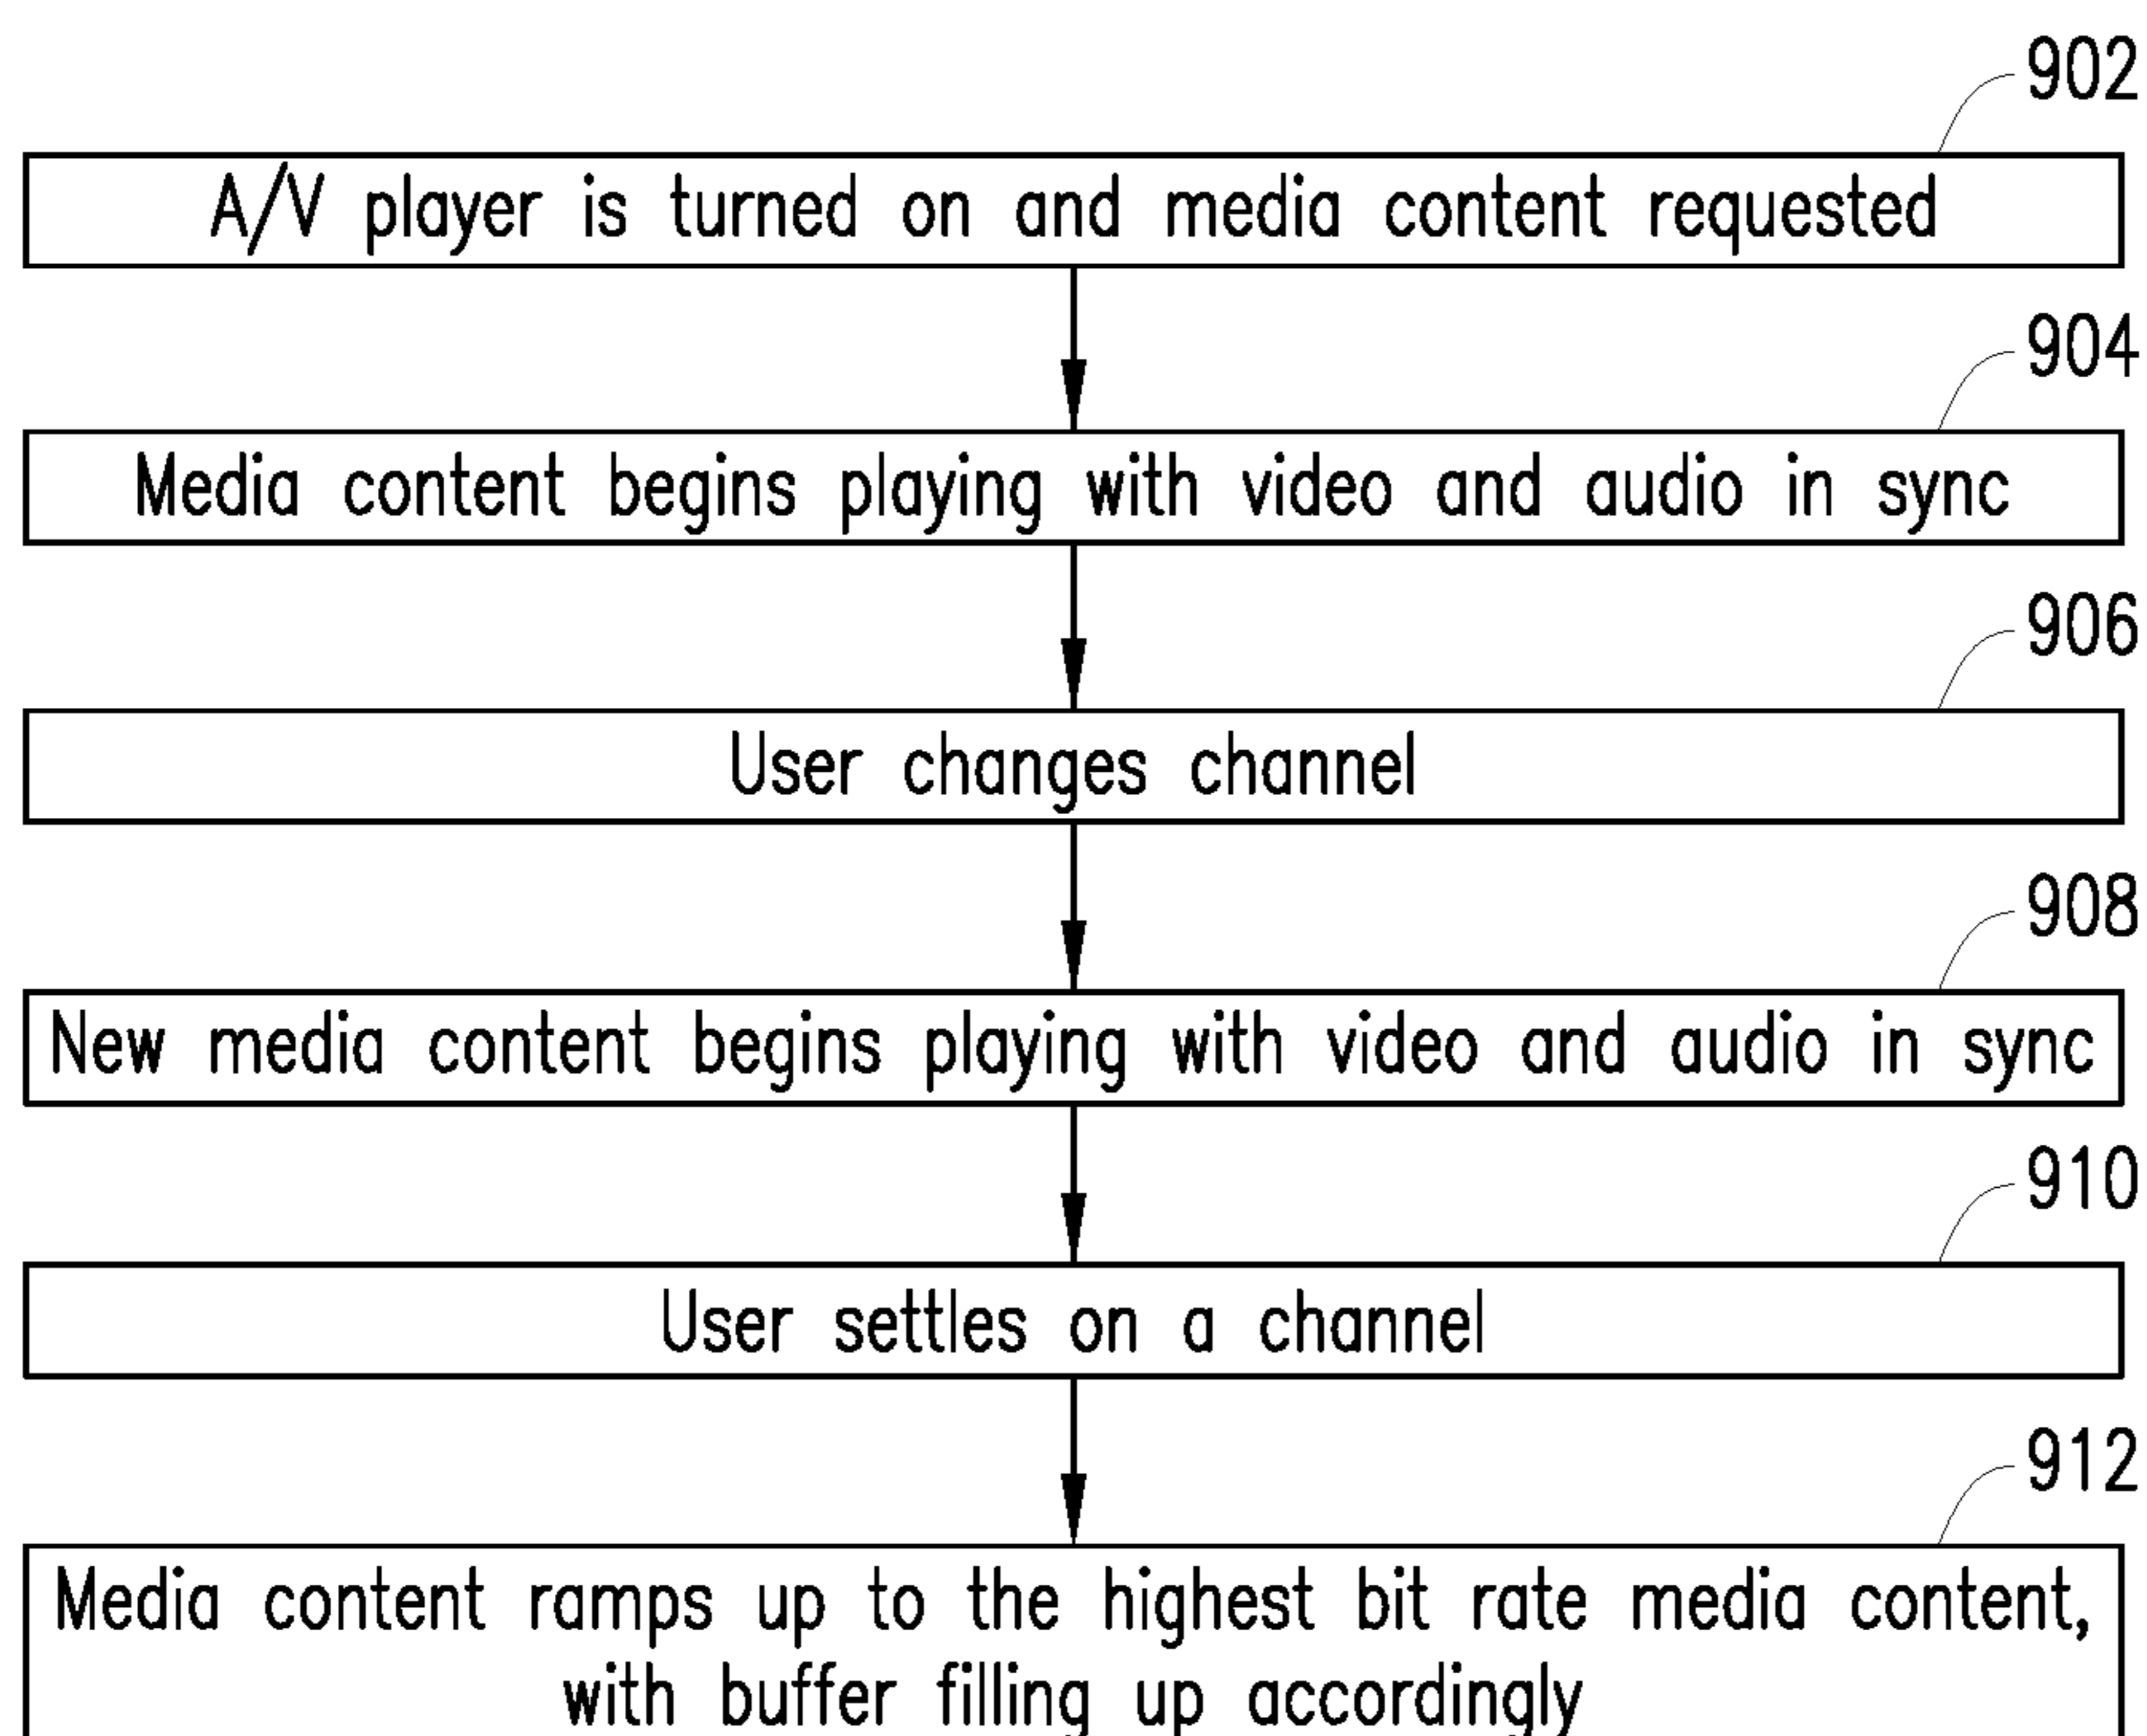 902
A/V player is turned on and media content requested
904
Media content begins playing with video and audio in sync
906
User changes channel
908
New media content begins playing with video and audio in sync
910
User settles on a channel
912
Media content ramps up to the highest bit rate media content,
with buffer filling up accordingly